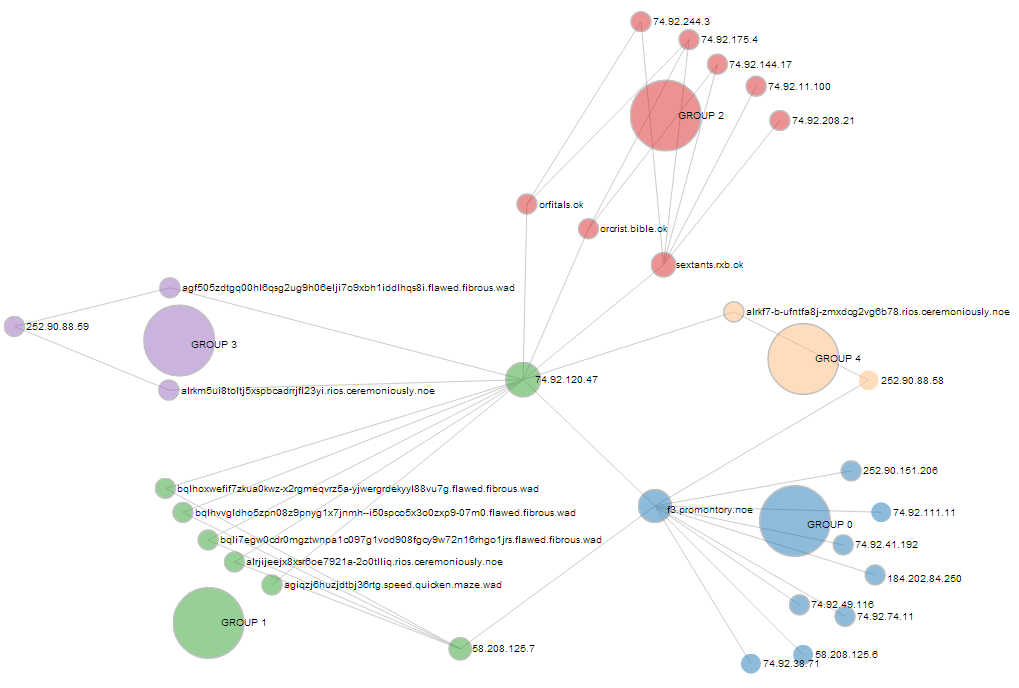 74.92.244.3
74.92.175.4
74.92.144.17
74.92.11.100
GROUP 2
74.92.208.21
orfitals.ok
orcrist.bible.ok
sextants.rxb.ok
agf505zdtgq00hl6qsg2ug9h06elji7o9xbh1iddlhqs8i.flawed.fibrous.wad
alrkf7-b-ufntfa8j-zmxdcg2vg6b78.rios.ceremoniously.noe
252.90.88.59
GROUP 3
GROUP 4
74.92.120.47
252.90.88.58
alrkm5ui8toltj5xspbcadrrjfl23yi.rios.ceremoniously.noe
252.90.151.206
bqlhoxwefif7zkua0kwz-x2rgmeqvrz5a-yjwergrdekyyl88vu7g.flawed.fibrous.wad
f3.promontory.noe
74.92.111.11
bqlhvvgldho5zpn08z9pnyg1x7jnmh--i50spco5x3o0zxp9-07m0.flawed.fibrous.wad
GROUP 0
bqli7egw0cdr0mgztwnpa1c097g1vod908fgcy9w72n16rhgo1jrs.flawed.fibrous.wad
74.92.41.192
alrjijeejx8xsr6oe7921a-2o0tlliq.rios.ceremoniously.noe
184.202.84.250
agiqzj6huzjdtbj36rtg.speed.quicken.maze.wad
74.92.49.116
74.92.74.11
GROUP 1
58.208.125.7
58.208.125.6
74.92.38.71